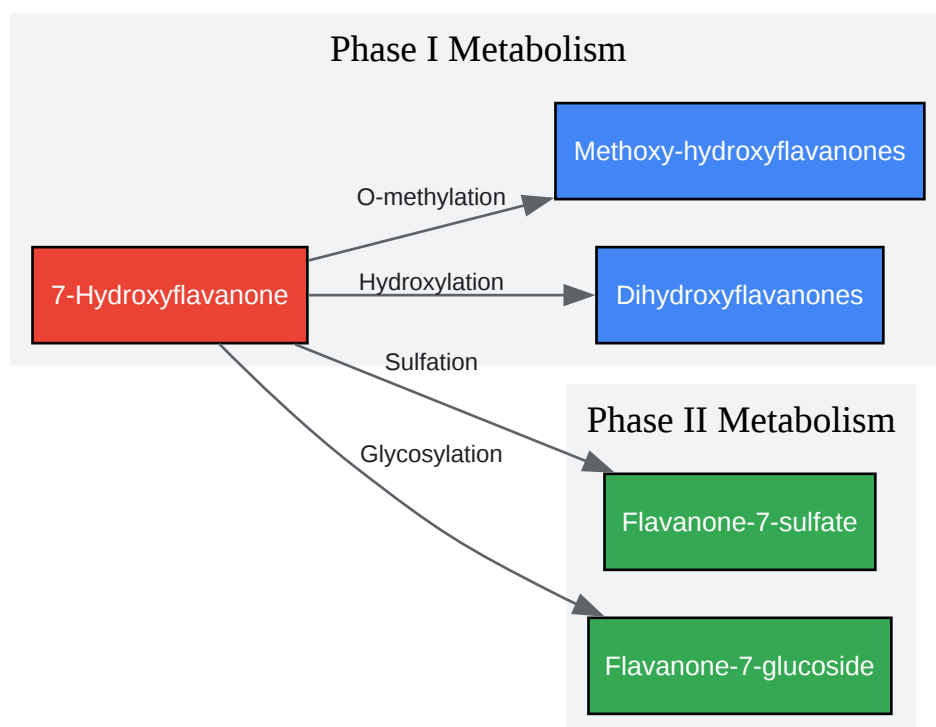 Phase I Metabolism
Methoxy-hydroxyflavanones
O-methylation
7-Hydroxyflavanone
Hydroxylation
Dihydroxyflavanones
Sulfation
Phase II Metabolism
Glycosylation
Flavanone-7-sulfate
Flavanone-7-glucoside